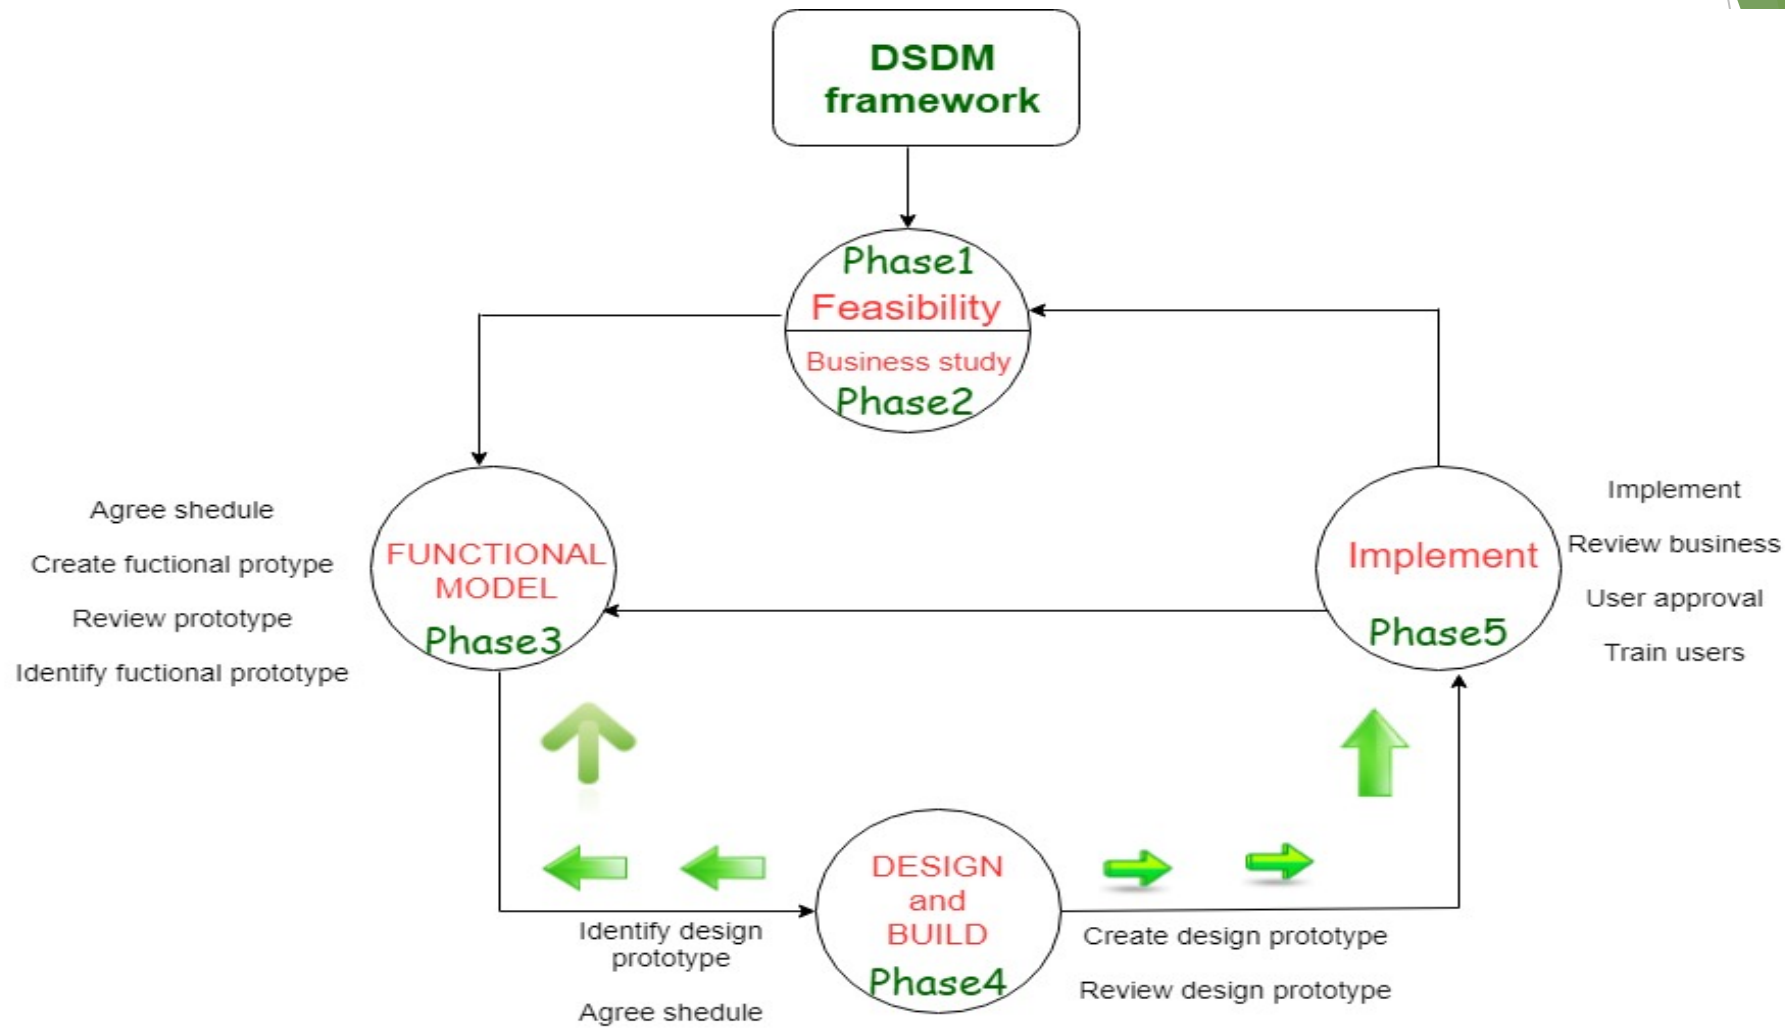 DSDM
framework
Phase1
Feasibility
Business study
Phase2
Agree shedule
Create fuctional protype
Review prototype
Identify fuctional prototype
FUNCTIONAL
MODEL
Phase3
Implement
Phase5
Implement
Review business
User approval
Train users
DESIGN
and
BUILD
Phase4
Identify design
prototype
Agree shedule
Create design prototype
Review design prototype